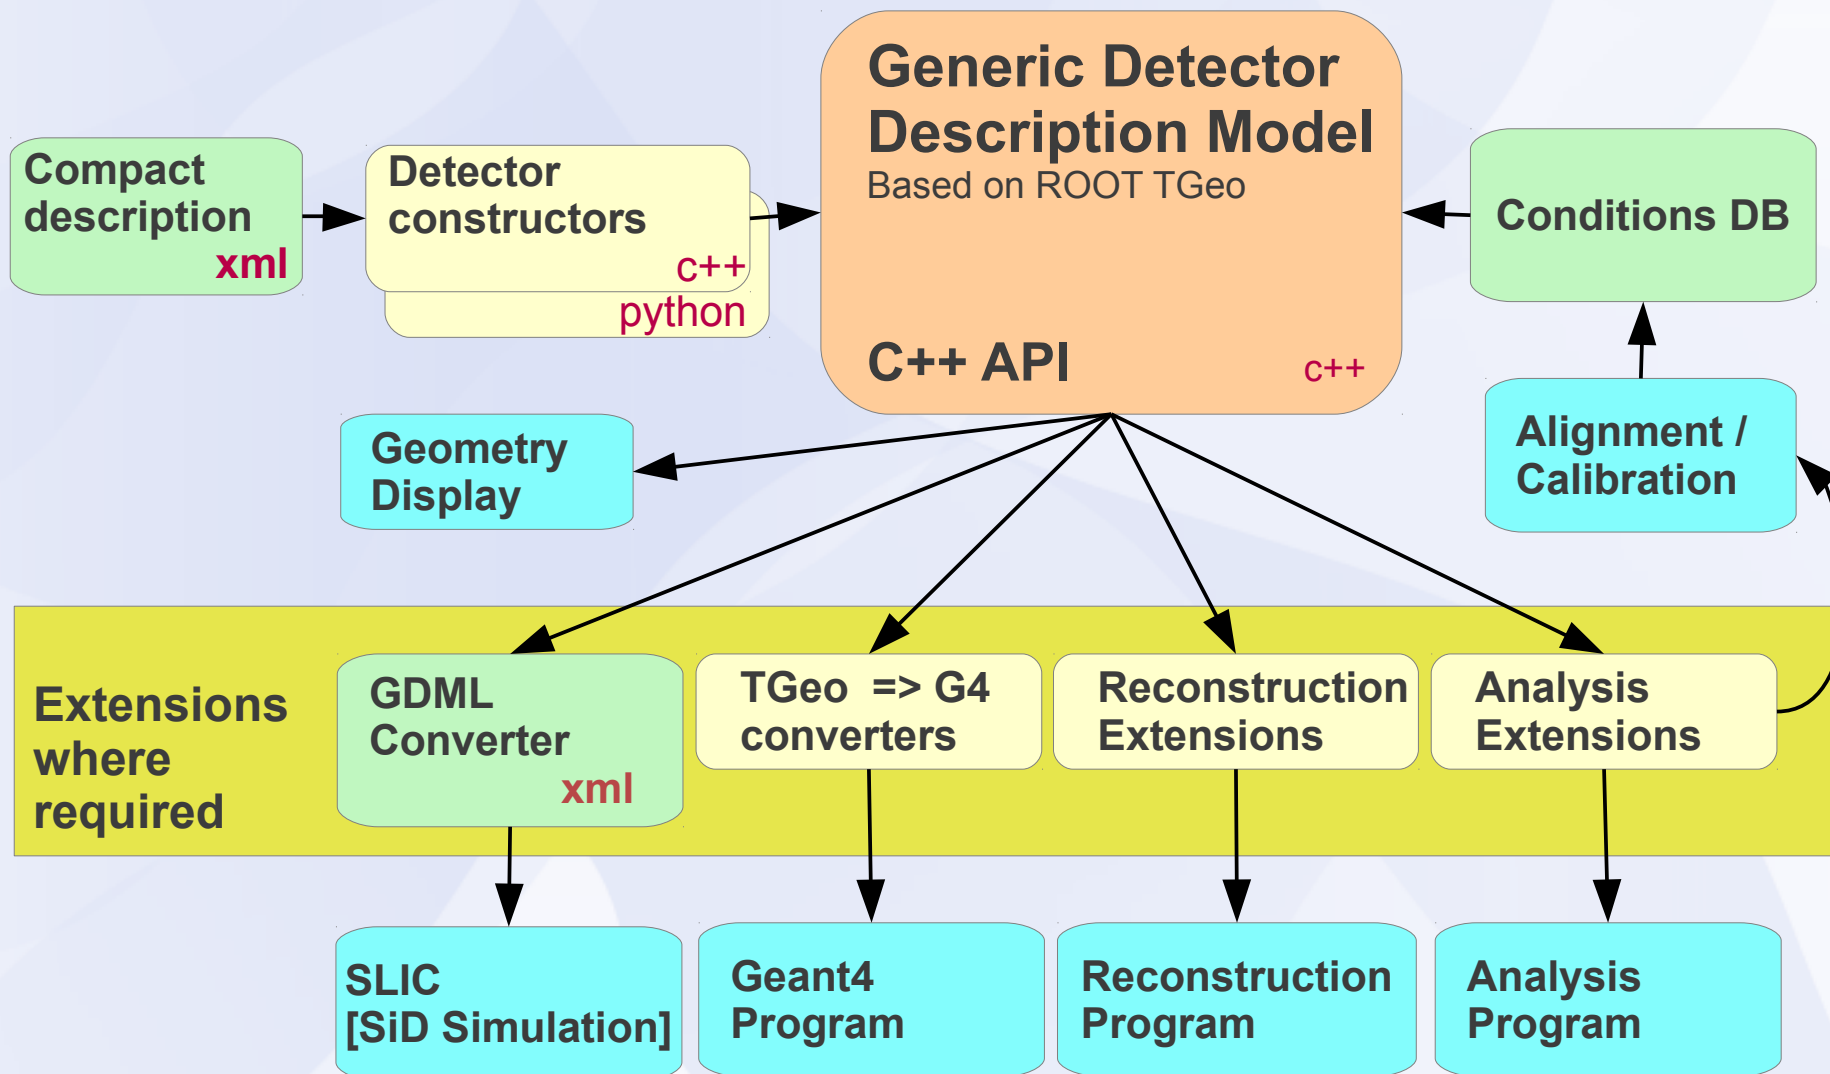 Generic Detector
Description Model
Based on ROOT TGeo
C++ API
c++
Compact
description
xml
Detector
constructors
c++
python
Conditions DB
Geometry
Display
Alignment /
Calibration
Extensions
where
required
GDML
Converter
xml
TGeo => G4
converters
Reconstruction
Extensions
Analysis
Extensions
SLIC
[SiD Simulation]
Geant4
Program
Reconstruction
Program
Analysis
Program